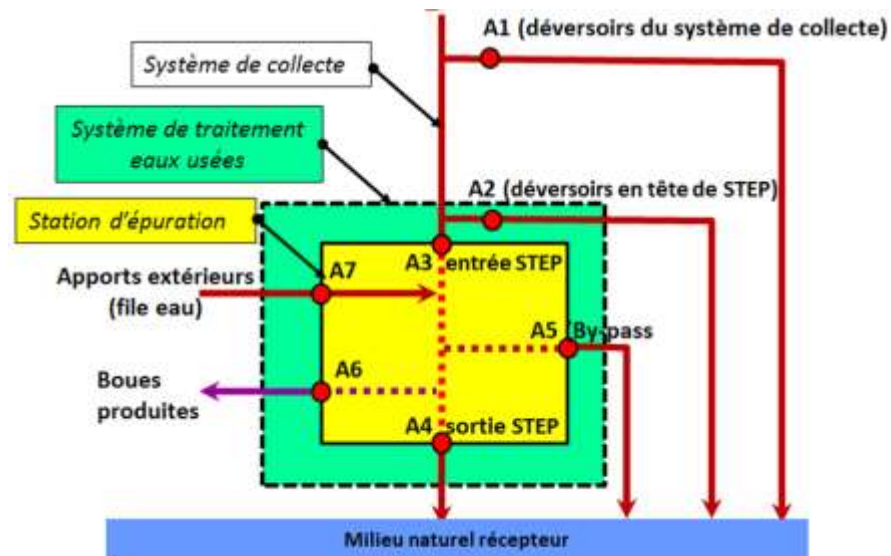 A1 (déversoirs du système de collecte)
Système de collecte
Système de traitement
eaux usées
A2 (déversoirs en tête de STEP)
Station d'épuration
A3 entrée STEP
A7
Apports extérieurs
(file eau)
A5 By-pass
A6
Boues
produites
A4 sortie STEP
Milieu naturel récepteur